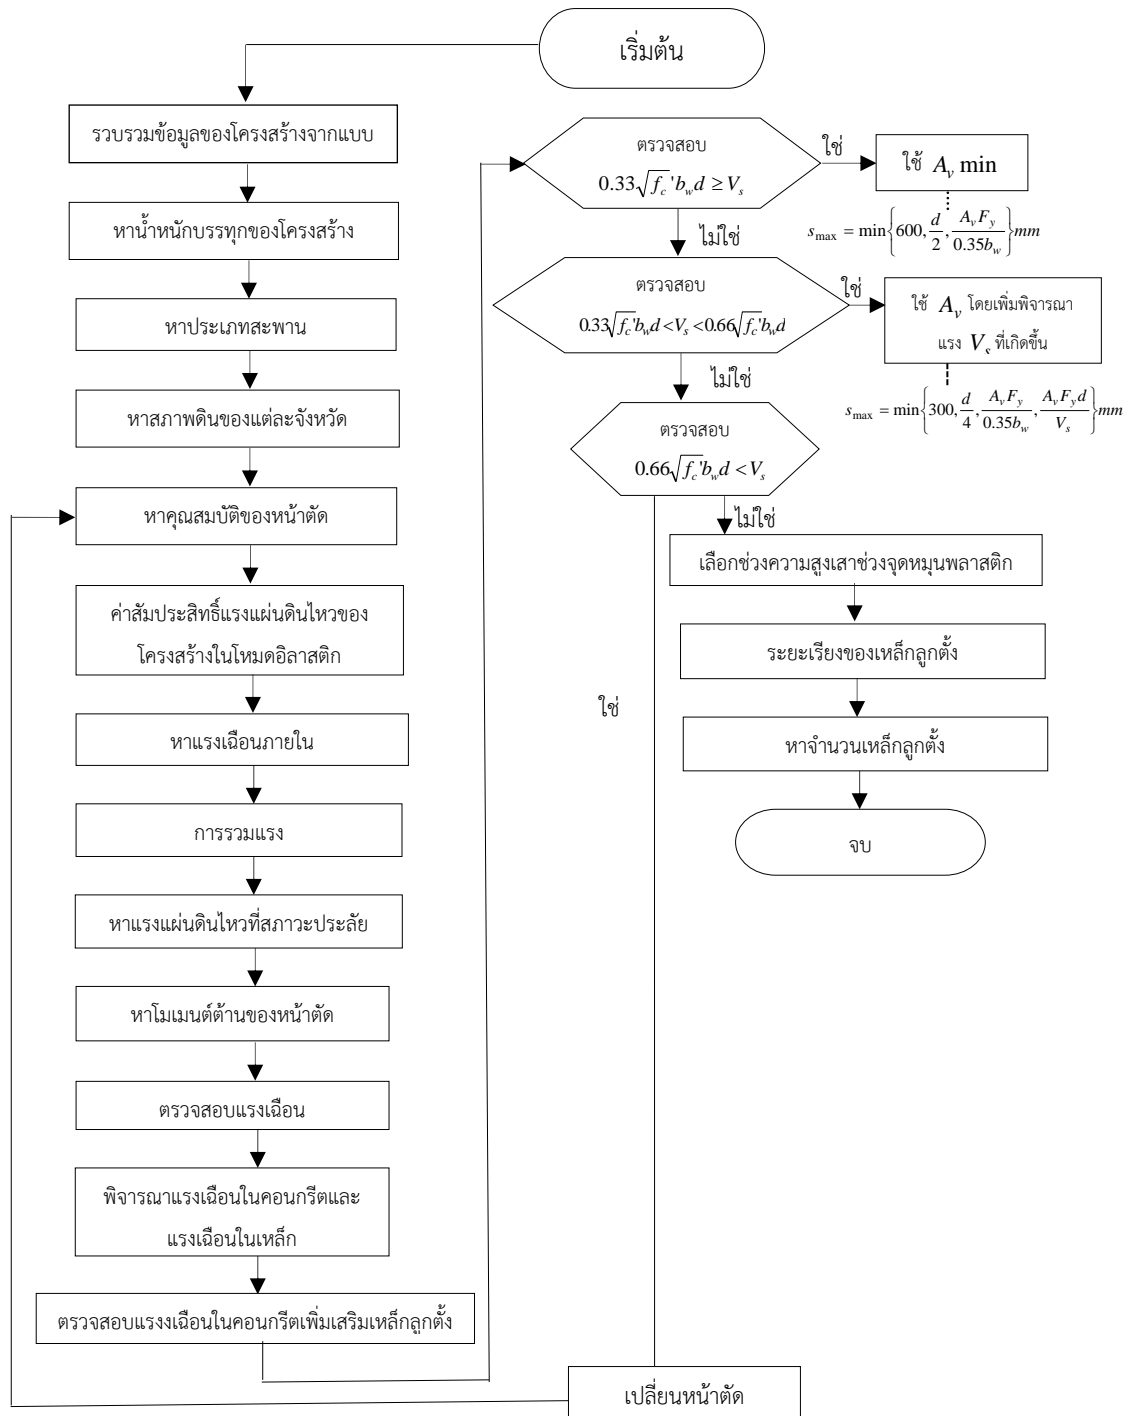 เริ่มต้น
รวบรวมข้อมูลของโครงสร้างจากแบบ
หาน้ำหนักบรรทุกของโครงสร้าง
หาประเภทสะพาน
หาสภาพดินของแต่ละจังหวัด
หาคุณสมบัติของหน้าตัด
ค่าสัมประสิทธิ์แรงแผ่นดินไหวของ
โครงสร้างในโหมดอิลาสติก
หาแรงเฉือนภายใน
การรวมแรง
หาแรงแผ่นดินไหวที่สภาวะประลัย
หาโมเมนต์ต้านของหน้าตัด
ตรวจสอบแรงเฉือน
พิจารณาแรงเฉือนในคอนกรีตและ
แรงเฉือนในเหล็ก
ตรวจสอบแรงงเฉือนในคอนกรีตเพิ่มเสริมเหล็กลูกตั้ง
ตรวจสอบ
0.33√f_c' b_w d ≥ V_s
ใช่
ใช้ A_v min
s_max = min{600, d/2, A_v F_y/0.35b_w}mm
ไม่ใช่
ตรวจสอบ
0.33√f_c' b_w d < V_s < 0.66√f_c' b_w d
ใช่
ใช้ A_v โดยเพิ่มพิจารณา
แรง V_s ที่เกิดขึ้น
s_max = min{300, d/4, A_v F_y/0.35b_w, A_v F_y d/V_s}mm
ไม่ใช่
ตรวจสอบ
0.66√f_c' b_w d < V_s
ไม่ใช่
เลือกช่วงความสูงเสาช่วงจุดหมุนพลาสติก
ระยะเรียงของเหล็กลูกตั้ง
หาจำนวนเหล็กลูกตั้ง
จบ
ใช่
เปลี่ยนหน้าตัด